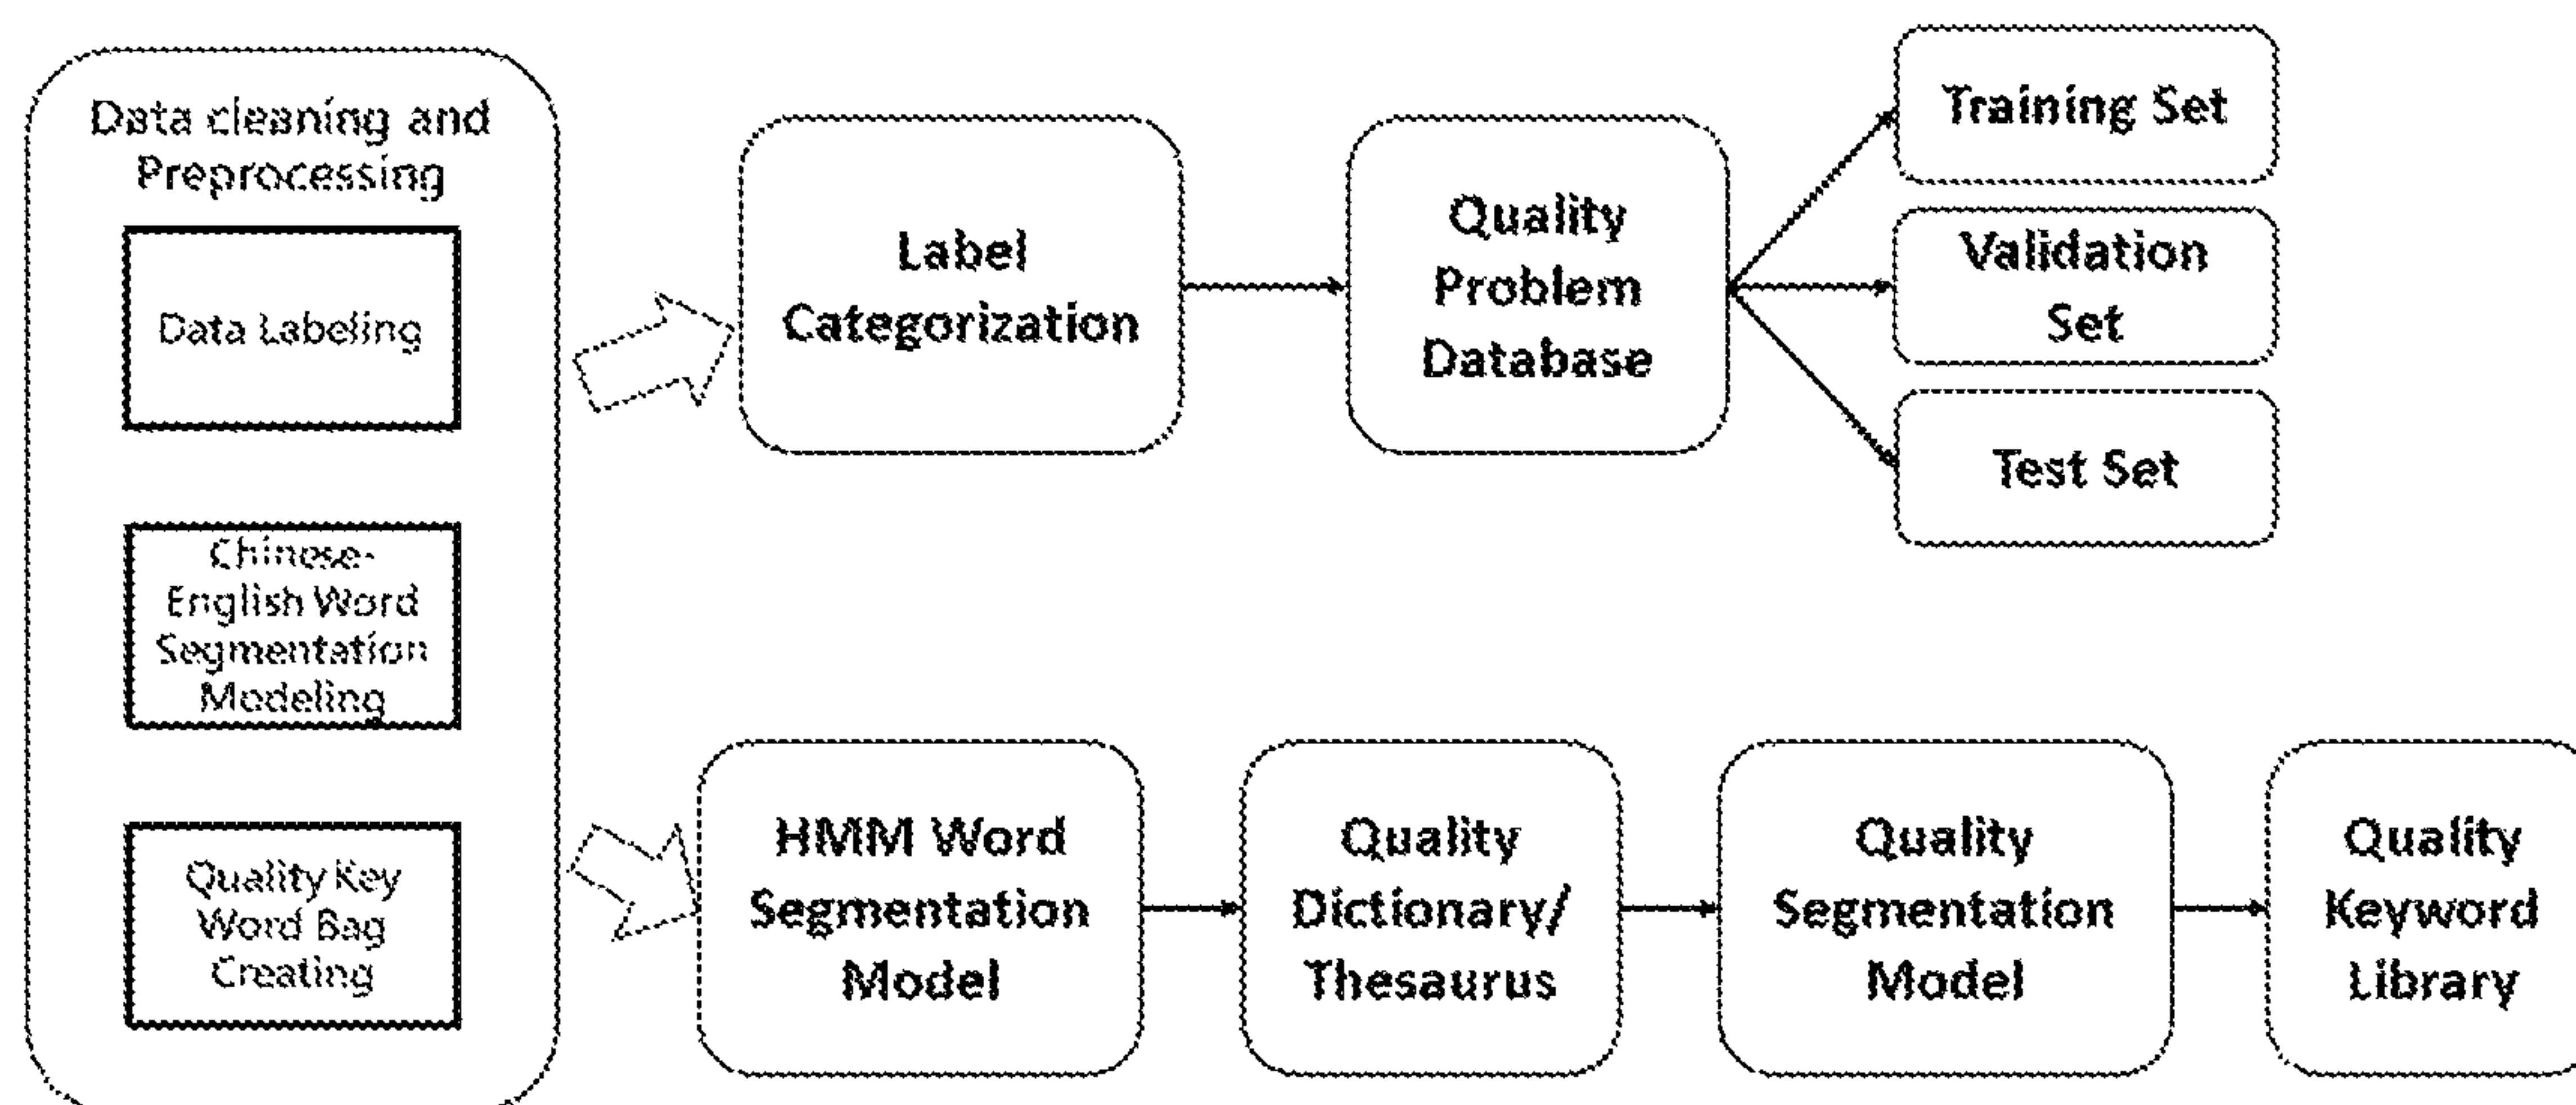 Data cleaning and
Preprocessing
Data Labeling
Chinese-
English Word
Segmentation
Modeling
Quality Key
Word Bag
Creating
Label
Categorization
Quality
Problem
Database
Training Set
Validation
Set
Test Set
HMM Word
Segmentation
Model
Quality
Dictionary/
Thesaurus
Quality
Segmentation
Model
Quality
Keyword
Library